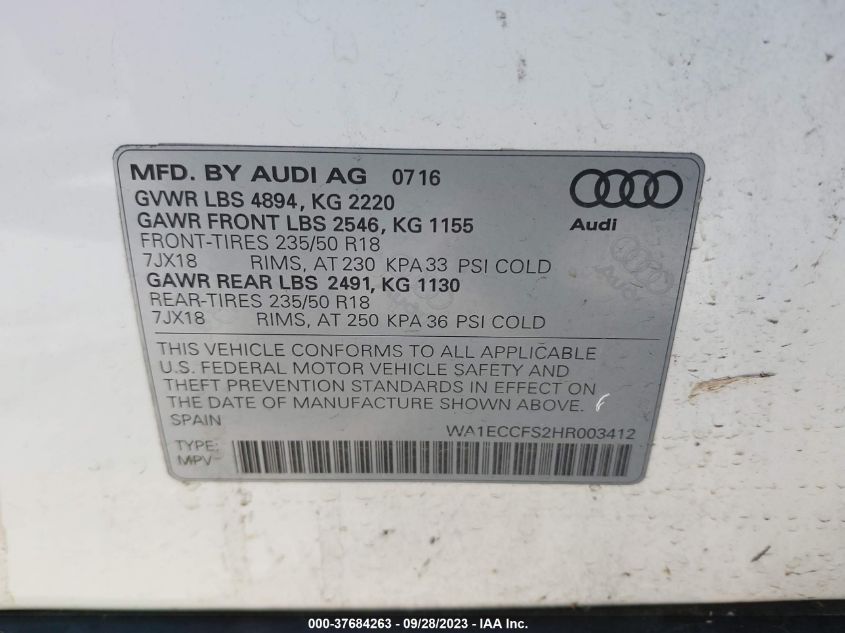 MFD. BY AUDI AG 0716
GVWR LBS 4894, KG 2220
GAWR FRONT LBS 2546, KG 1155
FRONT-TIRES 235/50 R18
7JX18 RIMS, AT 230 KPA 33 PSI COLD
GAWR REAR LBS 2491, KG 1130
REAR-TIRES 235/50 R18
7JX18 RIMS, AT 250 KPA 36 PSI COLD
Audi
THIS VEHICLE CONFORMS TO ALL APPLICABLE
U.S. FEDERAL MOTOR VEHICLE SAFETY AND
THEFT PREVENTION STANDARDS IN EFFECT ON
THE DATE OF MANUFACTURE SHOWN ABOVE.
SPAIN WA1ECCFS2HR003412
TYPE:
MPV
000-37684263 - 09/28/2023 - IAA Inc.